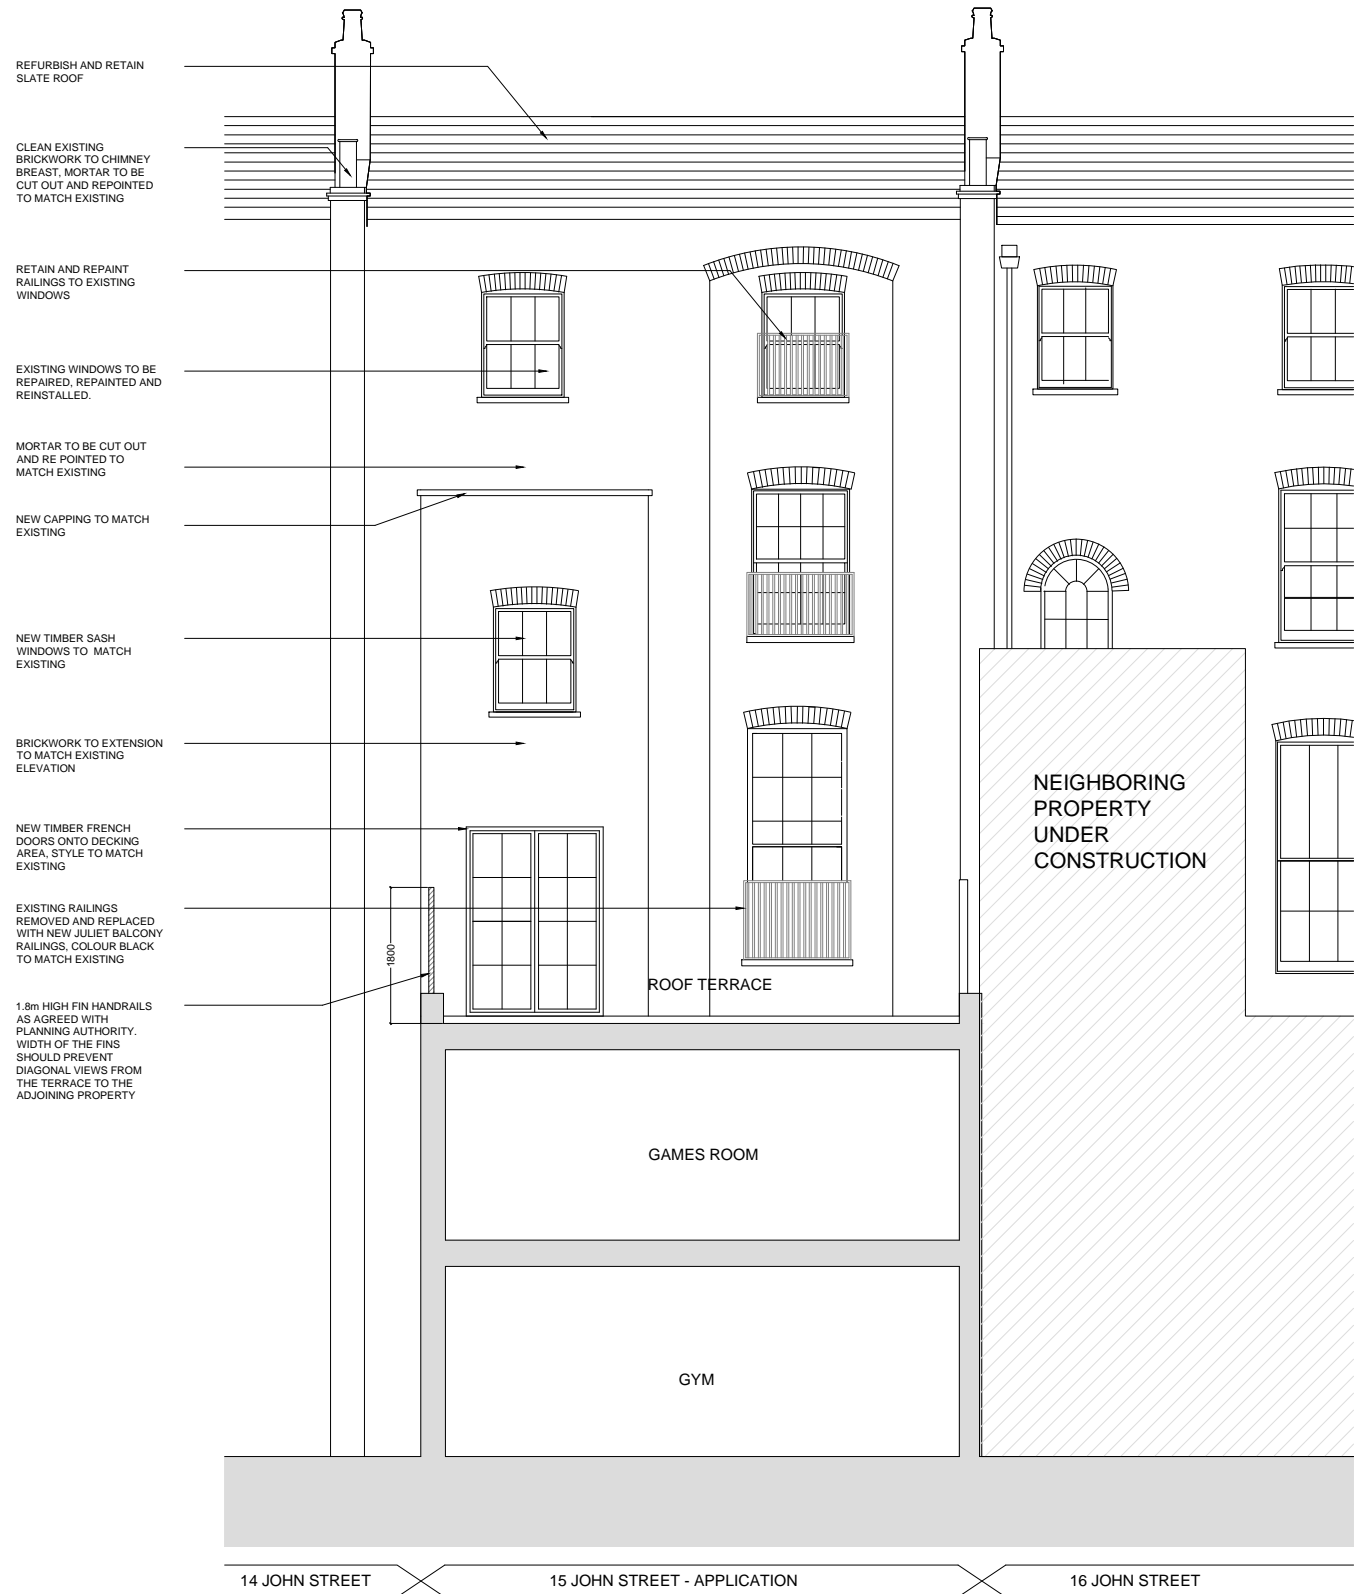 REFURBISH AND RETAIN
SLATE ROOF
CLEAN EXISTING
BRICKWORK TO CHIMNEY
BREAST, MORTAR TO BE
CUT OUT AND REPOINTED
TO MATCH EXISTING
RETAIN AND REPAINT
RAILINGS TO EXISTING
WINDOWS
EXISTING WINDOWS TO BE
REPAIRED, REPAINTED AND
REINSTALLED.
MORTAR TO BE CUT OUT
AND RE POINTED TO
MATCH EXISTING
NEW CAPPING TO MATCH
EXISTING
NEW TIMBER SASH
WINDOWS TO MATCH
EXISTING
BRICKWORK TO EXTENSION
TO MATCH EXISTING
ELEVATION
NEW TIMBER FRENCH
DOORS ONTO DECKING
AREA, STYLE TO MATCH
EXISTING
EXISTING RAILINGS
REMOVED AND REPLACED
WITH NEW JULIET BALCONY
RAILINGS, COLOUR BLACK
TO MATCH EXISTING
1.8m HIGH FIN HANDRAILS
AS AGREED WITH
PLANNING AUTHORITY.
WIDTH OF THE FINS
SHOULD PREVENT
DIAGONAL VIEWS FROM
THE TERRACE TO THE
ADJOINING PROPERTY
1800
NEIGHBORING
PROPERTY
UNDER
CONSTRUCTION
ROOF TERRACE
GAMES ROOM
GYM
14 JOHN STREET
15 JOHN STREET - APPLICATION
16 JOHN STREET